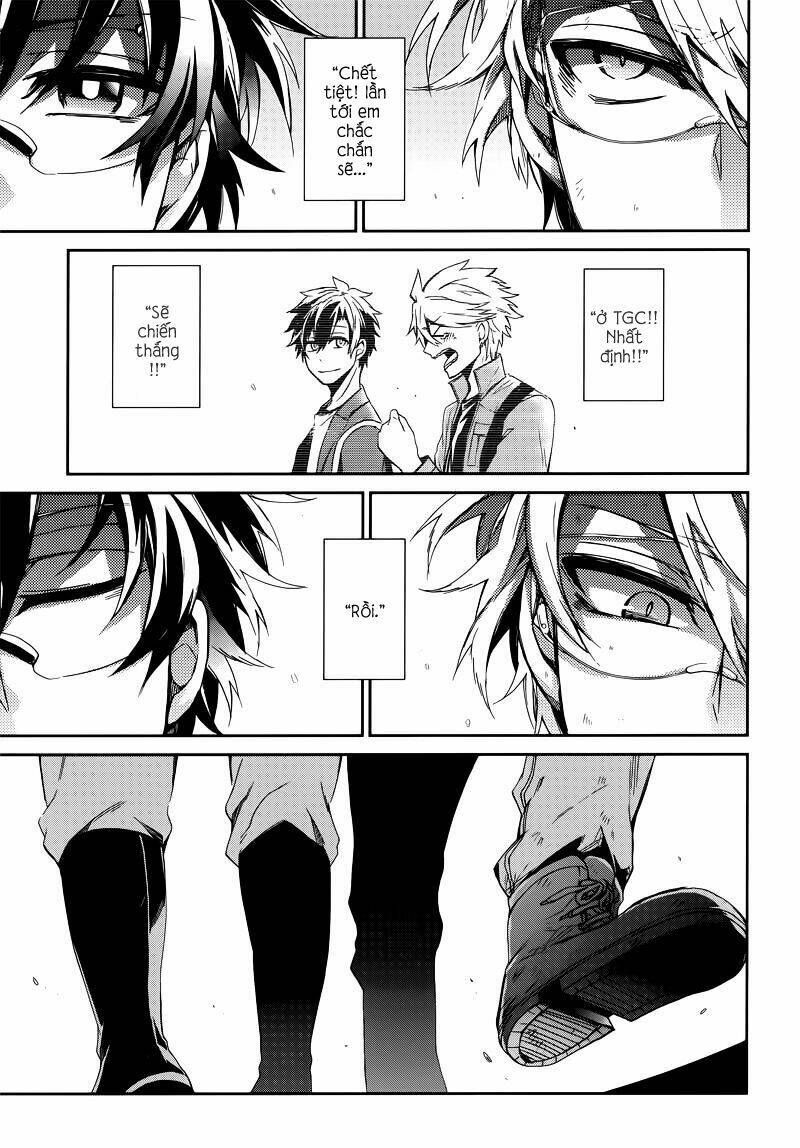 “Chết
tiệt! lần
tới em
chắc
chắn
sẽ...”
“ở TGC!!
Nhất
định!!”
“Sẽ
chiến
thắng
!!”
“Rồi.”